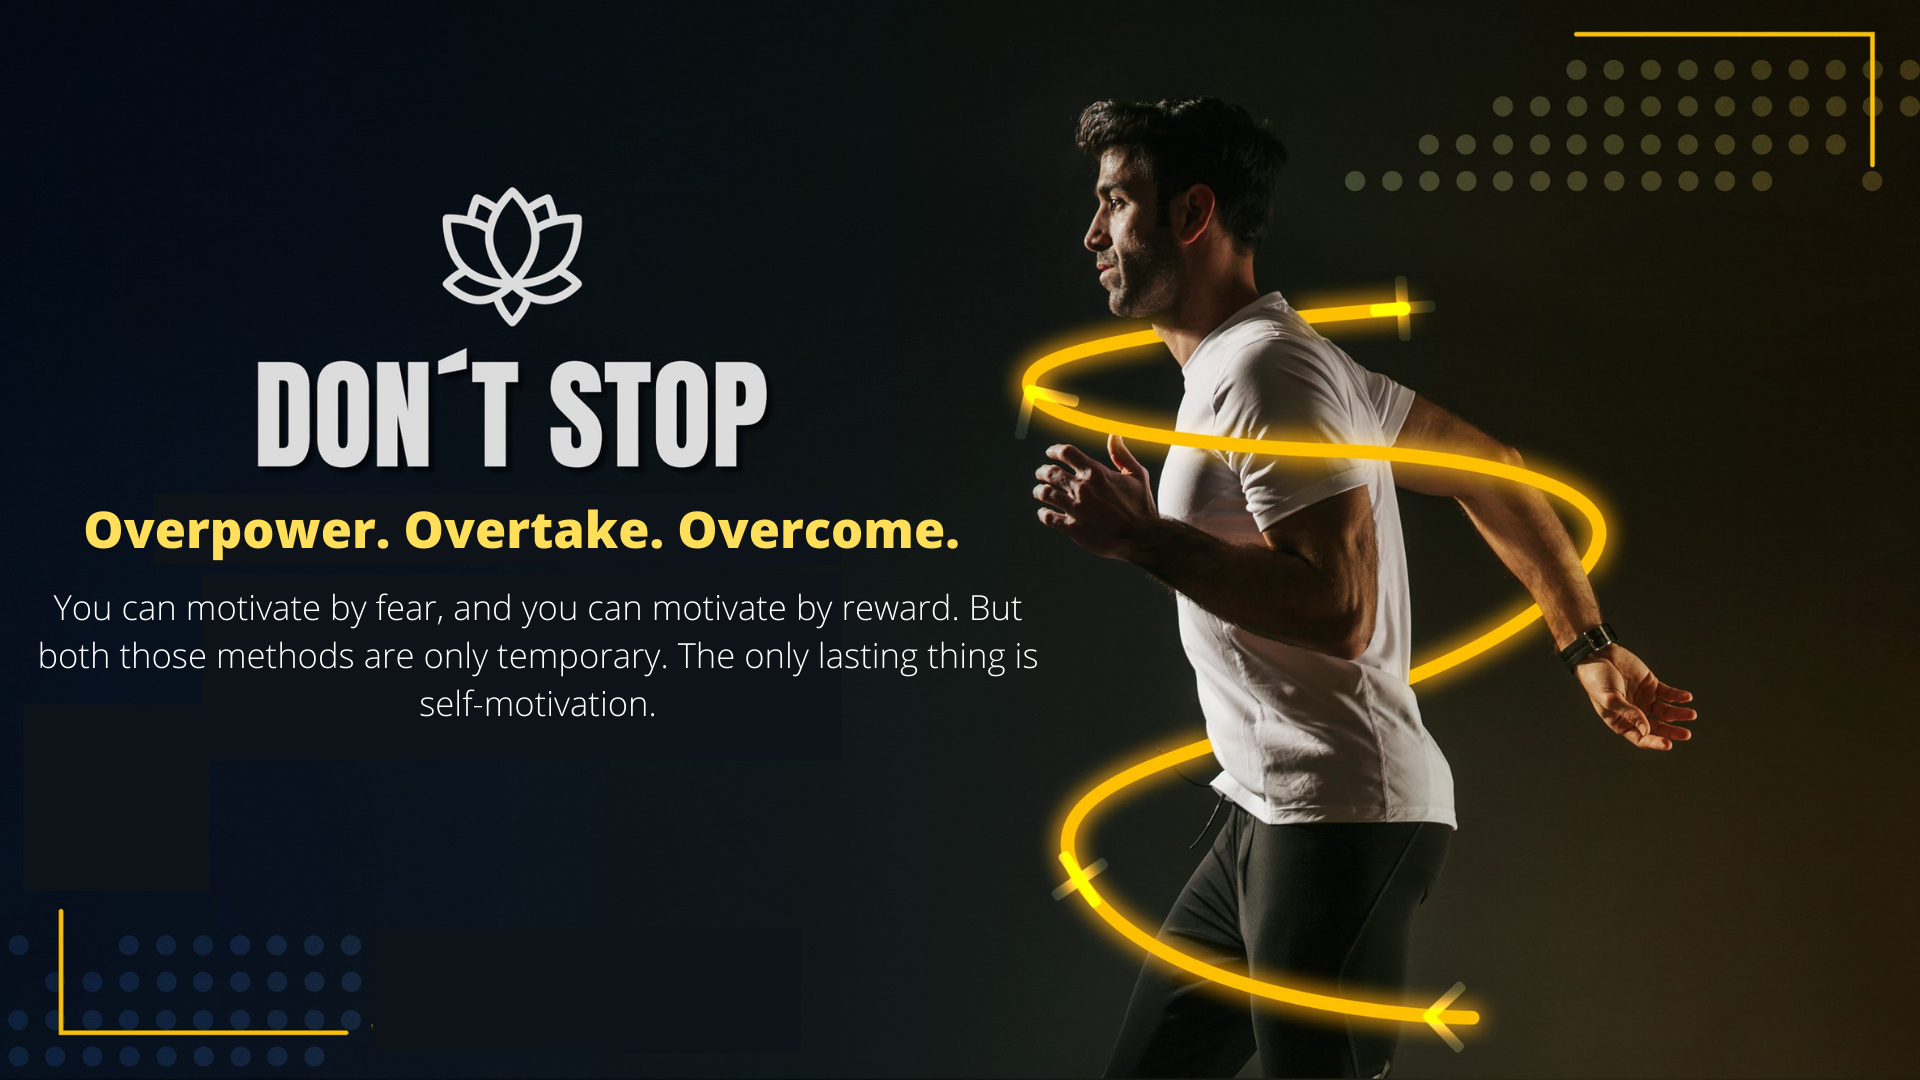 DON´T STOP
Overpower. Overtake. Overcome.
You can motivate by fear, and you can motivate by reward. But
both those methods are only temporary. The only lasting thing is
self-motivation.